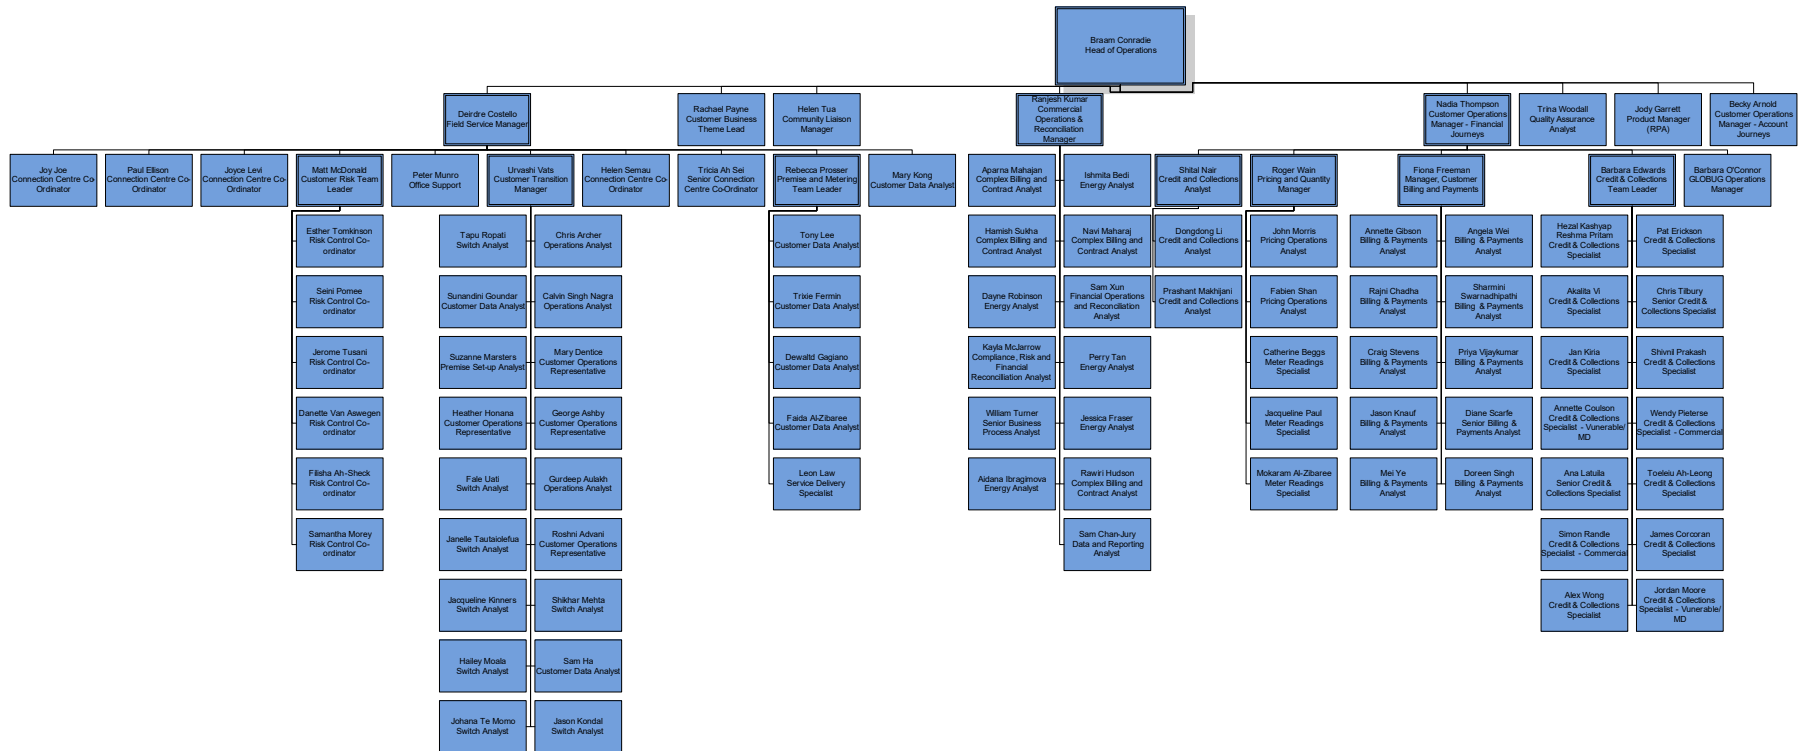 Braam Conradie
Head of Operations
Deirdre Costello
Field Service Manager
Rachael Payne
Customer Business
Theme Lead
Helen Tua
Community Liaison
Manager
Ranjesh Kumar
Commercial
Operations &
Reconciliation
Manager
Nadia Thompson
Customer Operations
Manager - Financial
Journeys
Trina Woodall
Quality Assurance
Analyst
Jody Garrett
Product Manager
(RPA)
Becky Arnold
Customer Operations
Manager - Account
Journeys
Joy Joe
Connection Centre Co-
Ordinator
Paul Ellison
Connection Centre Co-
Ordinator
Joyce Levi
Connection Centre Co-
Ordinator
Matt McDonald
Customer Risk Team
Leader
Peter Munro
Office Support
Urvashi Vats
Customer Transition
Manager
Helen Semau
Connection Centre Co-
Ordinator
Tricia Ah Sei
Senior Connection
Centre Co-Ordinator
Rebecca Prosser
Premise and Metering
Team Leader
Mary Kong
Customer Data Analyst
Aparna Mahajan
Complex Billing and
Contract Analyst
Ishmita Bedi
Energy Analyst
Shital Nair
Credit and Collections
Analyst
Roger Wain
Pricing and Quantity
Manager
Fiona Freeman
Manager, Customer
Billing and Payments
Barbara Edwards
Credit & Collections
Team Leader
Barbara O'Connor
GLOBUG Operations
Manager
Esther Tomkinson
Risk Control Co-
ordinator
Tapu Ropati
Switch Analyst
Chris Archer
Operations Analyst
Tony Lee
Customer Data Analyst
Hamish Sukha
Complex Billing and
Contract Analyst
Navi Maharaj
Complex Billing and
Contract Analyst
Dongdong Li
Credit and Collections
Analyst
John Morris
Pricing Operations
Analyst
Annette Gibson
Billing & Payments
Analyst
Angela Wei
Billing & Payments
Analyst
Hezal Kashyap
Reshma Pritam
Credit & Collections
Specialist
Pat Erickson
Credit & Collections
Specialist
Seini Pomee
Risk Control Co-
ordinator
Sunandini Goundar
Customer Data Analyst
Calvin Singh Nagra
Operations Analyst
Trixie Fermin
Customer Data Analyst
Dayne Robinson
Energy Analyst
Sam Xun
Financial Operations
and Reconciliation
Analyst
Prashant Makhijani
Credit and Collections
Analyst
Fabien Shan
Pricing Operations
Analyst
Rajni Chadha
Billing & Payments
Analyst
Sharmini
Swarnadhipathi
Billing & Payments
Analyst
Akalita Vi
Credit & Collections
Specialist
Chris Tilbury
Senior Credit &
Collections Specialist
Jerome Tusani
Risk Control Co-
ordinator
Suzanne Marsters
Premise Set-up Analyst
Mary Dentice
Customer Operations
Representative
Dewaltd Gagiano
Customer Data Analyst
Kayla McJarrow
Compliance, Risk and
Financial
Reconcilliation Analyst
Perry Tan
Energy Analyst
Catherine Beggs
Meter Readings
Specialist
Craig Stevens
Billing & Payments
Analyst
Priya Vijaykumar
Billing & Payments
Analyst
Jan Kiria
Credit & Collections
Specialist
Shivnil Prakash
Credit & Collections
Specialist
Danette Van Aswegen
Risk Control Co-
ordinator
Heather Honana
Customer Operations
Representative
George Ashby
Customer Operations
Representative
Faida Al-Zibaree
Customer Data Analyst
William Turner
Senior Business
Process Analyst
Jessica Fraser
Energy Analyst
Jacqueline Paul
Meter Readings
Specialist
Jason Knauf
Billing & Payments
Analyst
Diane Scarfe
Senior Billing &
Payments Analyst
Annette Coulson
Credit & Collections
Specialist - Vunerable/
MD
Wendy Pieterse
Credit & Collections
Specialist - Commercial
Filisha Ah-Sheck
Risk Control Co-
ordinator
Fale Uati
Switch Analyst
Gurdeep Aulakh
Operations Analyst
Leon Law
Service Delivery
Specialist
Aidana Ibragimova
Energy Analyst
Rawiri Hudson
Complex Billing and
Contract Analyst
Mokaram Al-Zibaree
Meter Readings
Specialist
Mei Ye
Billing & Payments
Analyst
Doreen Singh
Billing & Payments
Analyst
Ana Latulla
Senior Credit &
Collections Specialist
Toeleiu Ah-Leong
Credit & Collections
Specialist
Samantha Morey
Risk Control Co-
ordinator
Janelle Tautaiolefua
Switch Analyst
Roshni Advani
Customer Operations
Representative
Sam Chan-Jury
Data and Reporting
Analyst
Simon Randle
Credit & Collections
Specialist - Commercial
James Corcoran
Credit & Collections
Specialist
Jacqueline Kinners
Switch Analyst
Shikhar Mehta
Switch Analyst
Alex Wong
Credit & Collections
Specialist
Jordan Moore
Credit & Collections
Specialist - Vunerable/
MD
Hailey Moala
Switch Analyst
Sam Ha
Customer Data Analyst
Johana Te Momo
Switch Analyst
Jason Kondal
Switch Analyst